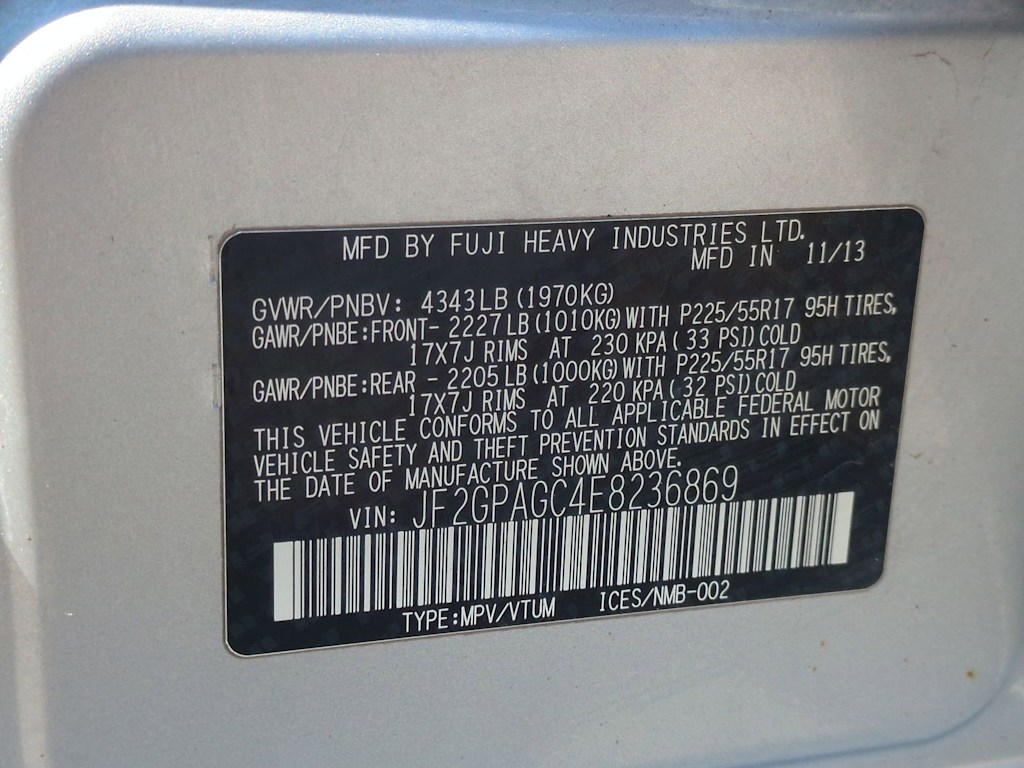 MFD BY FUJI HEAVY INDUSTRIES LTD.
MFD IN 11/13
GVWR/PNBV: 4343LB (1970KG)
GAWR/PNBE:FRONT- 2227 LB (1010KG) WITH P225/55R17 95H TIRES,
17X7J RIMS AT 230 KPA ( 33 PSI) COLD
GAWR/PNBE:REAR - 2205 LB (1000KG) WITH P225/55R17 95H TIRES,
17X7J RIMS AT 220 KPA ( 32 PSI) COLD
THIS VEHICLE CONFORMS TO ALL APPLICABLE FEDERAL MOTOR
VEHICLE SAFETY AND THEFT PREVENTION STANDARDS IN EFFECT ON
THE DATE OF MANUFACTURE SHOWN ABOVE.
VIN: JF2GPAGC4E8236869
TYPE:MPV/VTUM ICES/NMB-002